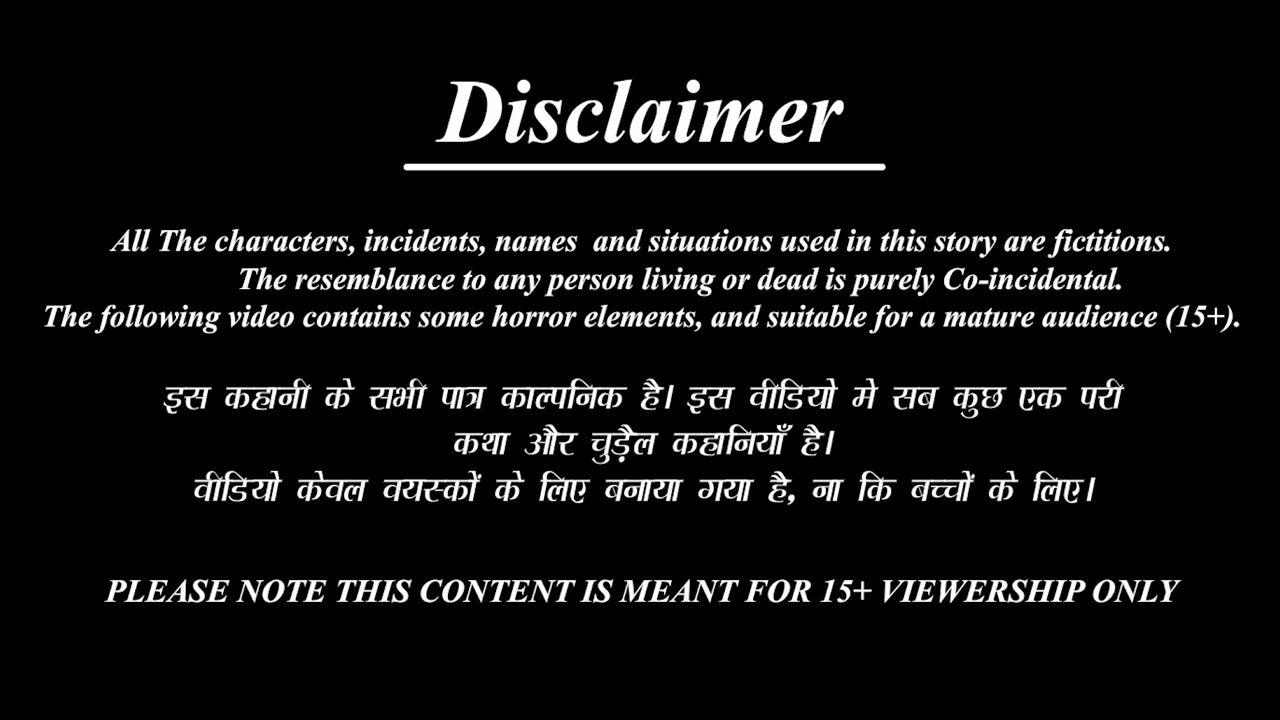 Disclaimer
All The characters, incidents, names and situations used in this story are fictitions.
The resemblance to any person living or dead is purely Co-incidental.
The following video contains some horror elements, and suitable for a mature audience (15+).
इस कहानी के सभी पात्र काल्पनिक है। इस वीडियो मे सब कुछ एक परी
कथा और चुड़ैल कहानियाँ है।
वीडियो केवल वयस्कों के लिए बनाया गया है, ना कि बच्चों के लिए।
PLEASE NOTE THIS CONTENT IS MEANT FOR 15+ VIEWERSHIP ONLY